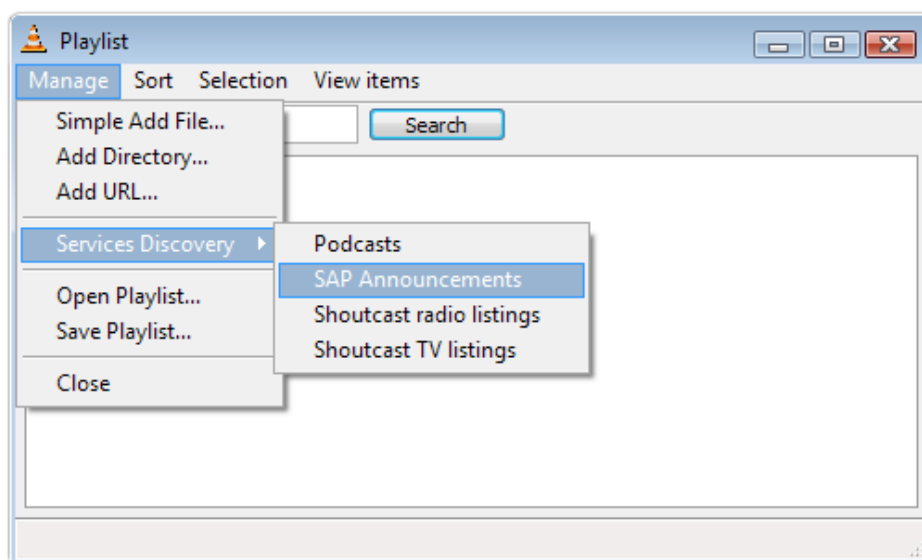 Playlist
Manage Sort Selection View items
Simple Add File...
Search
Add Directory...
Add URL...
Services Discovery
Podcasts
SAP Announcements
Shoutcast radio listings
Shoutcast TV listings
Open Playlist...
Save Playlist...
Close